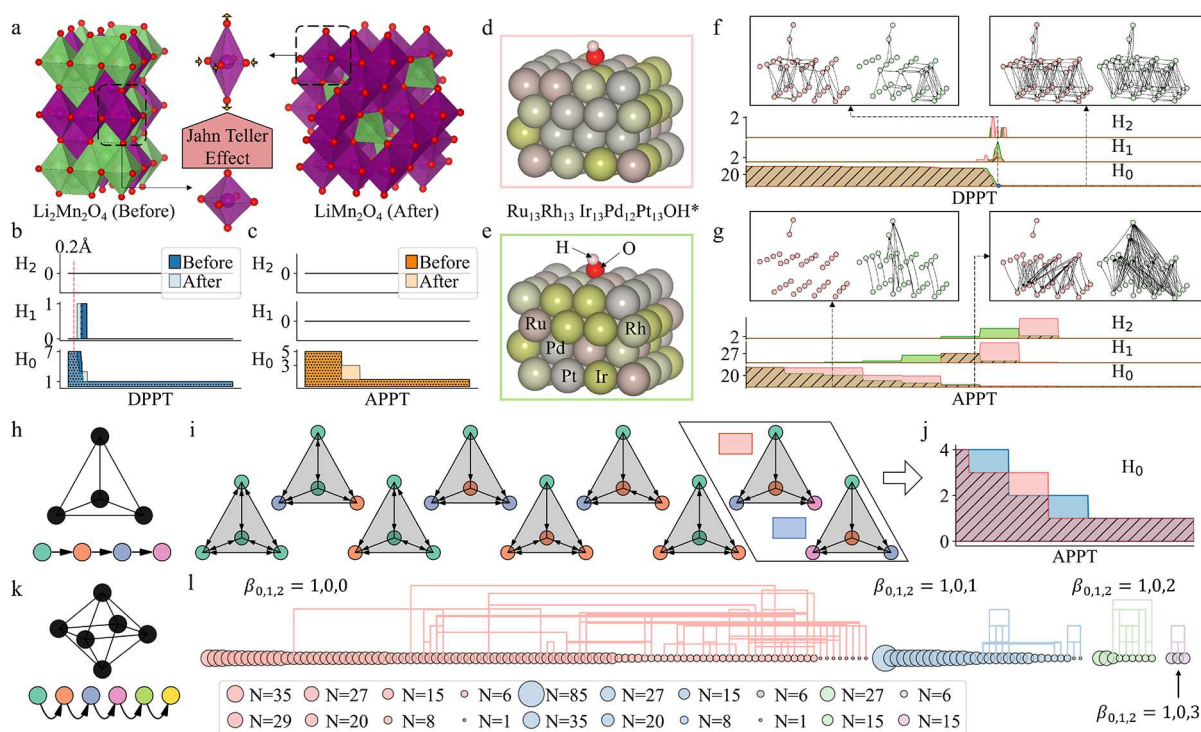 a
Jahn Teller
Effect
Li₂Mn₂O₄ (Before)
LiMn₂O₄ (After)
b
0.2Å
H₂
0
Before
After
H₁
1
0
H₀
7
1
DPPT
c
H₂
0
Before
After
H₁
0
H₀
5
3
APPT
d
Ru₁₃Rh₁₃ Ir₁₃Pd₁₂Pt₁₃OH*
e
H
O
Ru
Rh
Pd
Pt
Ir
f
2
H₂
2
H₁
20
H₀
DPPT
g
2
H₂
27
H₁
20
H₀
APPT
h
i
j
4
H₀
2
0
APPT
k
l
β₀,₁,₂ = 1,0,0
β₀,₁,₂ = 1,0,1
β₀,₁,₂ = 1,0,2
N=35 N=27 N=15 N=6 N=85 N=27 N=15 N=6 N=27 N=6
N=29 N=20 N=8 N=1 N=35 N=20 N=8 N=1 N=15 N=15
β₀,₁,₂ = 1,0,3